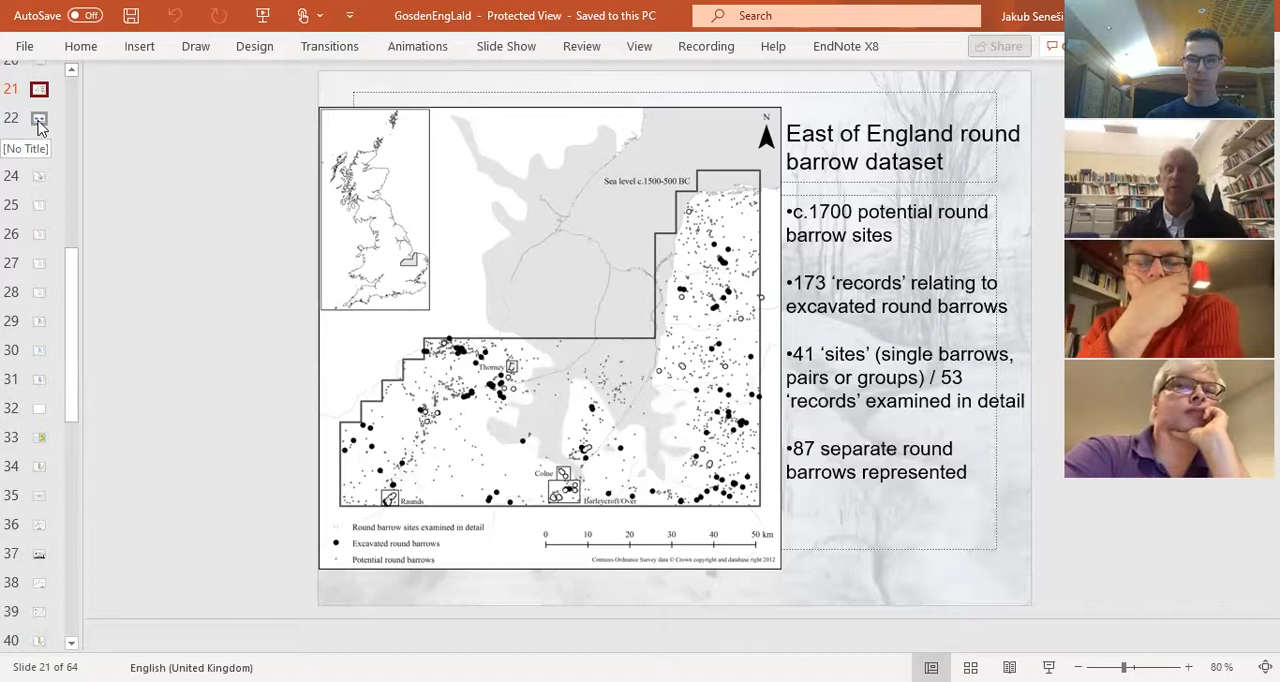 AutoSave Off
GosdenEngLald - Protected View - Saved to this PC
Search
Jakub Seneši
File Home Insert Draw Design Transitions Animations Slide Show Review View Recording Help EndNote X8 Share
21
22
[No Title]
24
25
26
27
28
29
30
31
32
33
34
35
36
37
38
39
40
N
Sea level c.1500-500 BC
Thorney
Colne
Raunds
Barleycroft/Over
Round barrow sites examined in detail
Excavated round barrows
Potential round barrows
0 10 20 30 40 50 km
Contains Ordnance Survey data © Crown copyright and database right 2012
East of England round
barrow dataset
•c.1700 potential round
barrow sites
•173 ‘records’ relating to
excavated round barrows
•41 ‘sites’ (single barrows,
pairs or groups) / 53
‘records’ examined in detail
•87 separate round
barrows represented
Slide 21 of 64
English (United Kingdom)
80 %